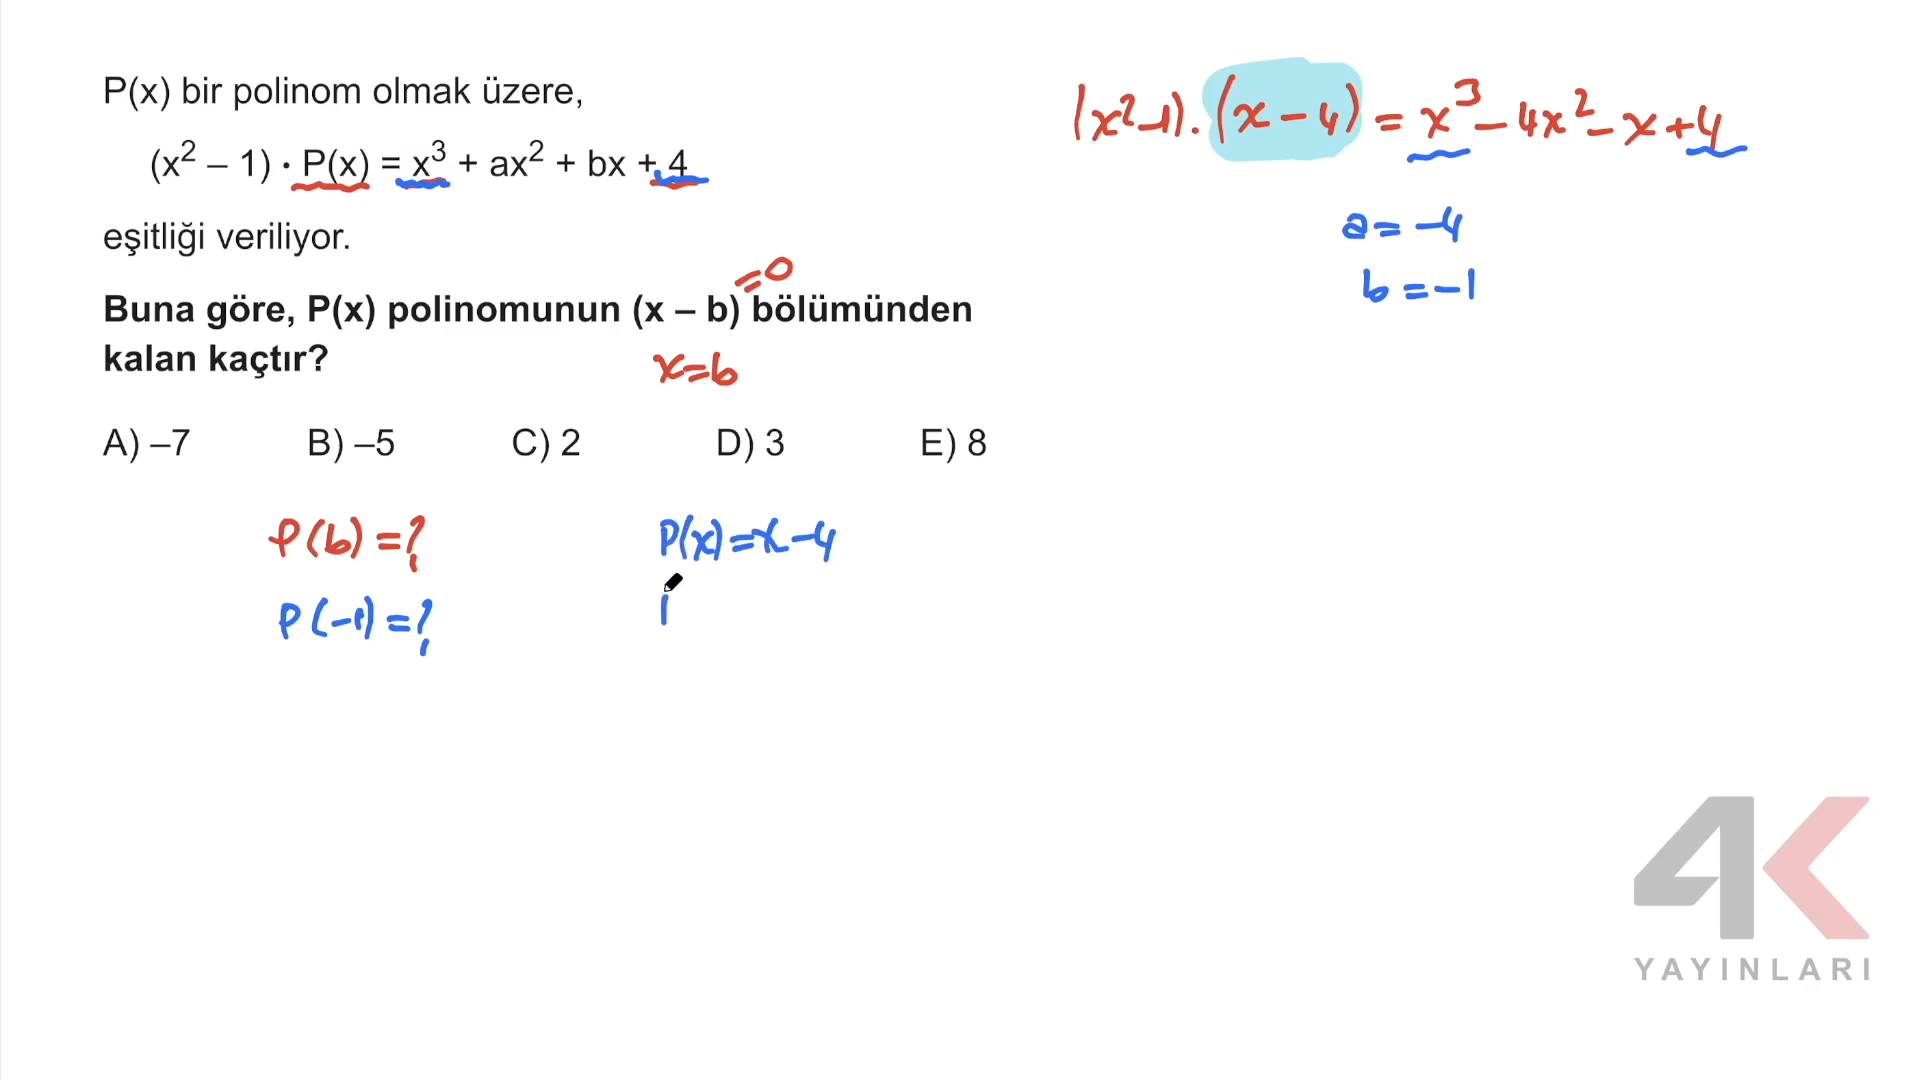 P(x) bir polinom olmak üzere,
(x² – 1) · P(x) = x³ + ax² + bx + 4
eşitliği veriliyor.
=0
Buna göre, P(x) polinomunun (x – b) bölümünden
kalan kaçtır?
x=b
A) –7 B) –5 C) 2 D) 3 E) 8
P(b)=?
P(-1)=?
P(x)=x-4
(x²-1).(x-4)=x³-4x²-x+4
a=-4
b=-1
4K
YAYINLARI